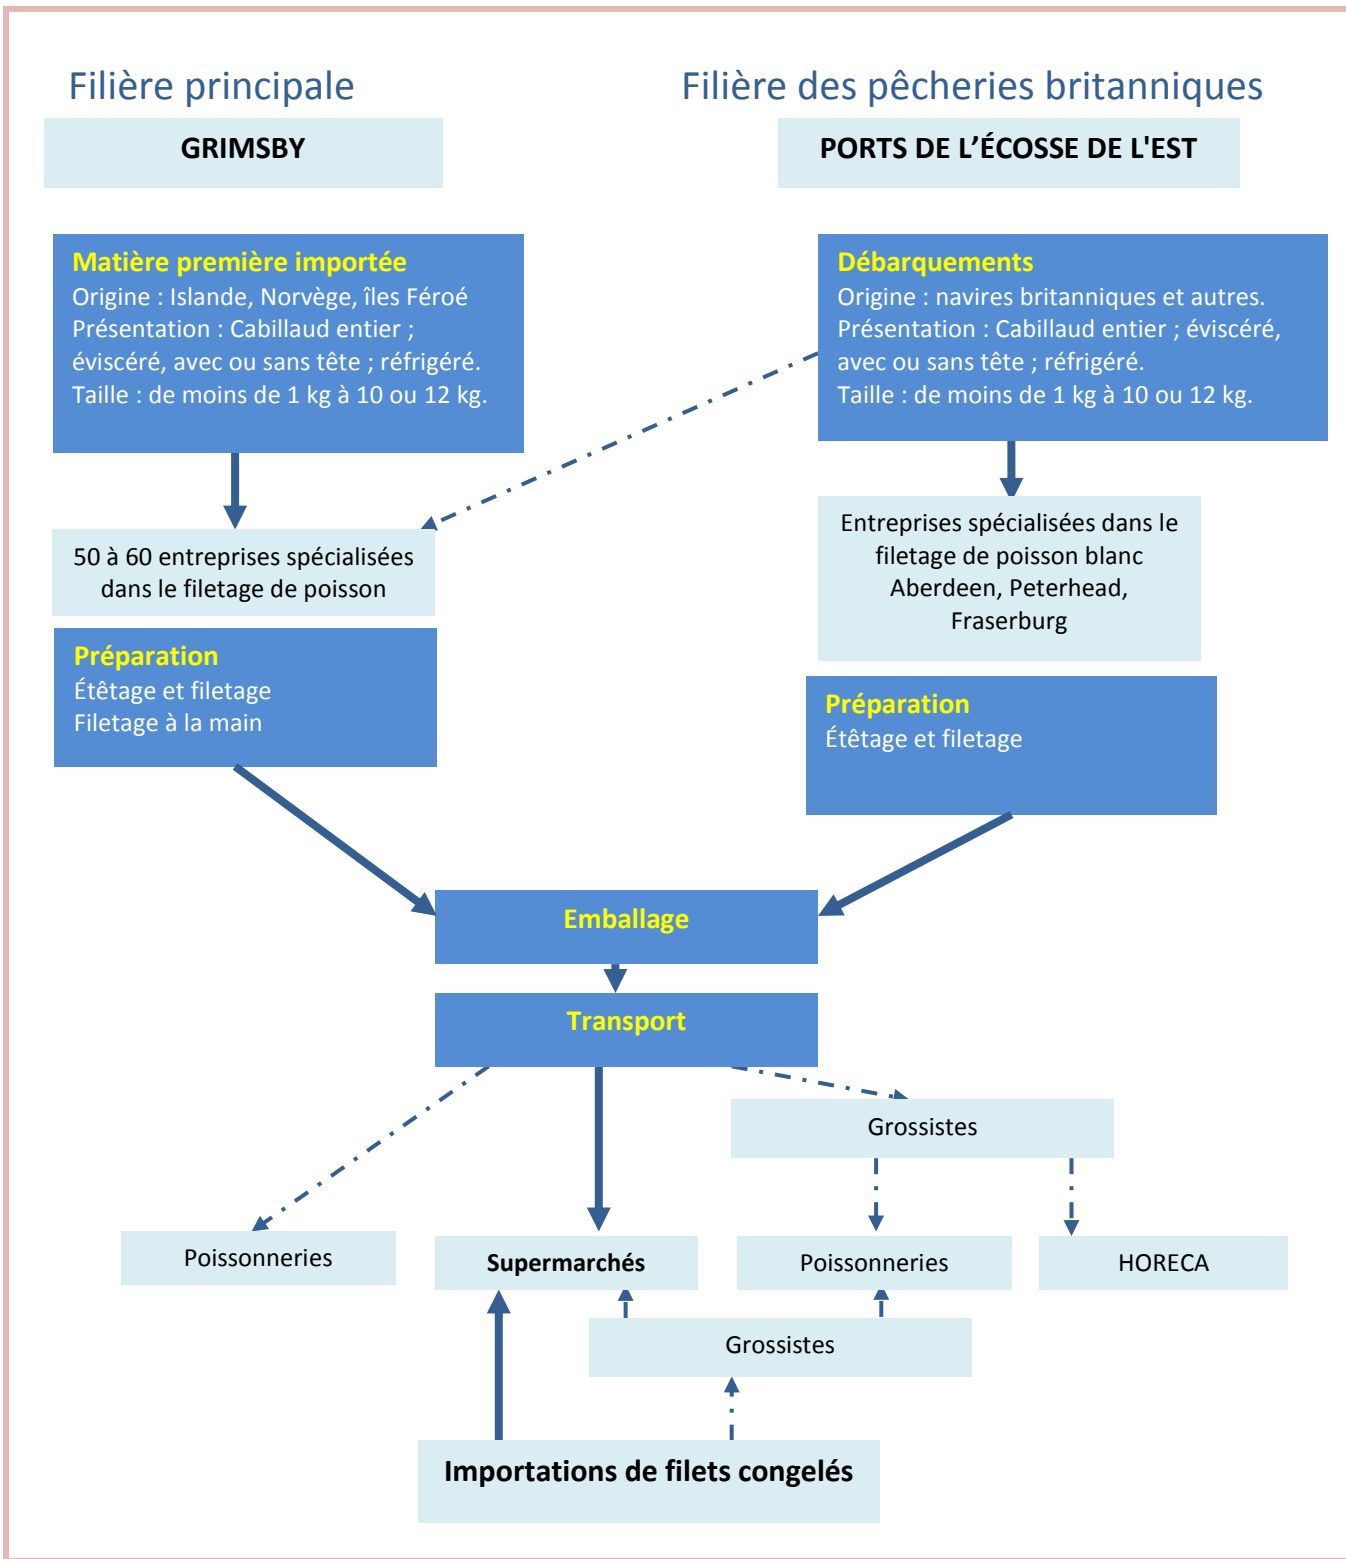 Filière principale
Filière des pêcheries britanniques
GRIMSBY
PORTS DE L’ÉCOSSE DE L'EST
Matière première importée
Origine : Islande, Norvège, îles Féroé
Présentation : Cabillaud entier ;
éviscéré, avec ou sans tête ; réfrigéré.
Taille : de moins de 1 kg à 10 ou 12 kg.
Débarquements
Origine : navires britanniques et autres.
Présentation : Cabillaud entier ; éviscéré,
avec ou sans tête ; réfrigéré.
Taille : de moins de 1 kg à 10 ou 12 kg.
50 à 60 entreprises spécialisées
dans le filetage de poisson
Entreprises spécialisées dans le
filetage de poisson blanc
Aberdeen, Peterhead,
Fraserburg
Préparation
Étêtage et filetage
Filetage à la main
Préparation
Étêtage et filetage
Emballage
Transport
Grossistes
Poissonneries
Supermarchés
Poissonneries
HORECA
Grossistes
Importations de filets congelés